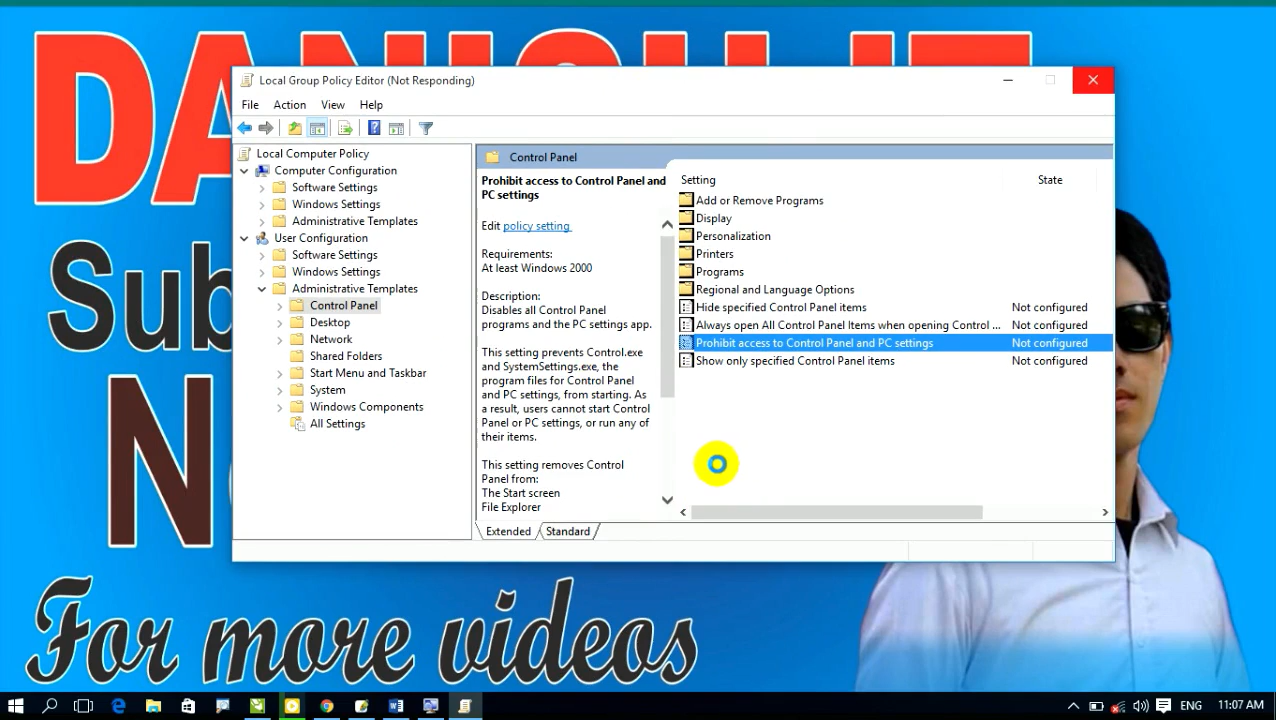 Local Group Policy Editor (Not Responding)
File Action View Help
Local Computer Policy
Computer Configuration
Software Settings
Windows Settings
Administrative Templates
User Configuration
Software Settings
Windows Settings
Administrative Templates
Control Panel
Desktop
Network
Shared Folders
Start Menu and Taskbar
System
Windows Components
All Settings
Control Panel
Prohibit access to Control Panel and
PC settings
Edit policy setting
Requirements:
At least Windows 2000
Description:
Disables all Control Panel
programs and the PC settings app.
This setting prevents Control.exe
and SystemSettings.exe, the
program files for Control Panel
and PC settings, from starting. As
a result, users cannot start Control
Panel or PC settings, or run any of
their items.
This setting removes Control
Panel from:
The Start screen
File Explorer
Setting State
Add or Remove Programs
Display
Personalization
Printers
Programs
Regional and Language Options
Hide specified Control Panel items Not configured
Always open All Control Panel Items when opening Control ... Not configured
Prohibit access to Control Panel and PC settings Not configured
Show only specified Control Panel items Not configured
Extended Standard
For more videos
ENG 11:07 AM